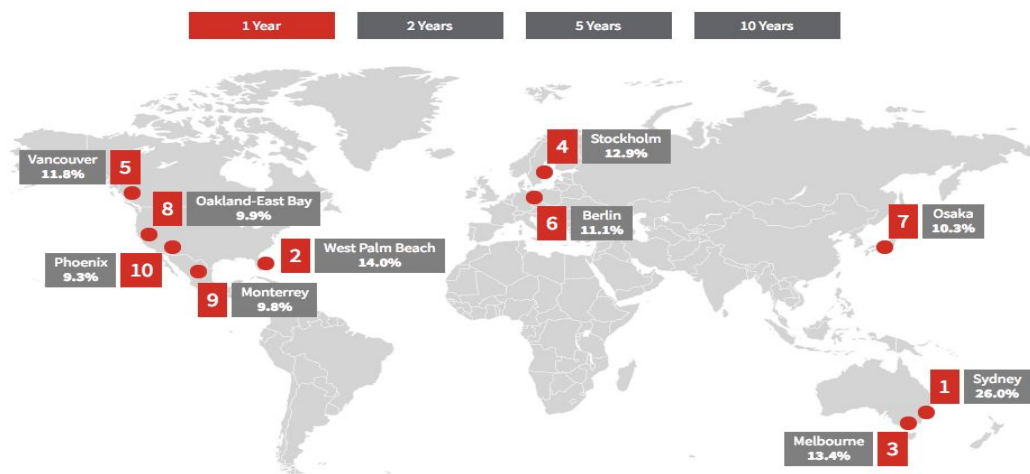 1 Year
2 Years
5 Years
10 Years
4
Stockholm
12.9%
Vancouver
11.8%
5
8
Oakland-East Bay
9.9%
6
Berlin
11.1%
7
Osaka
10.3%
Phoenix
9.3%
10
2
West Palm Beach
14.0%
9
Monterrey
9.8%
1
Sydney
26.0%
Melbourne
13.4%
3